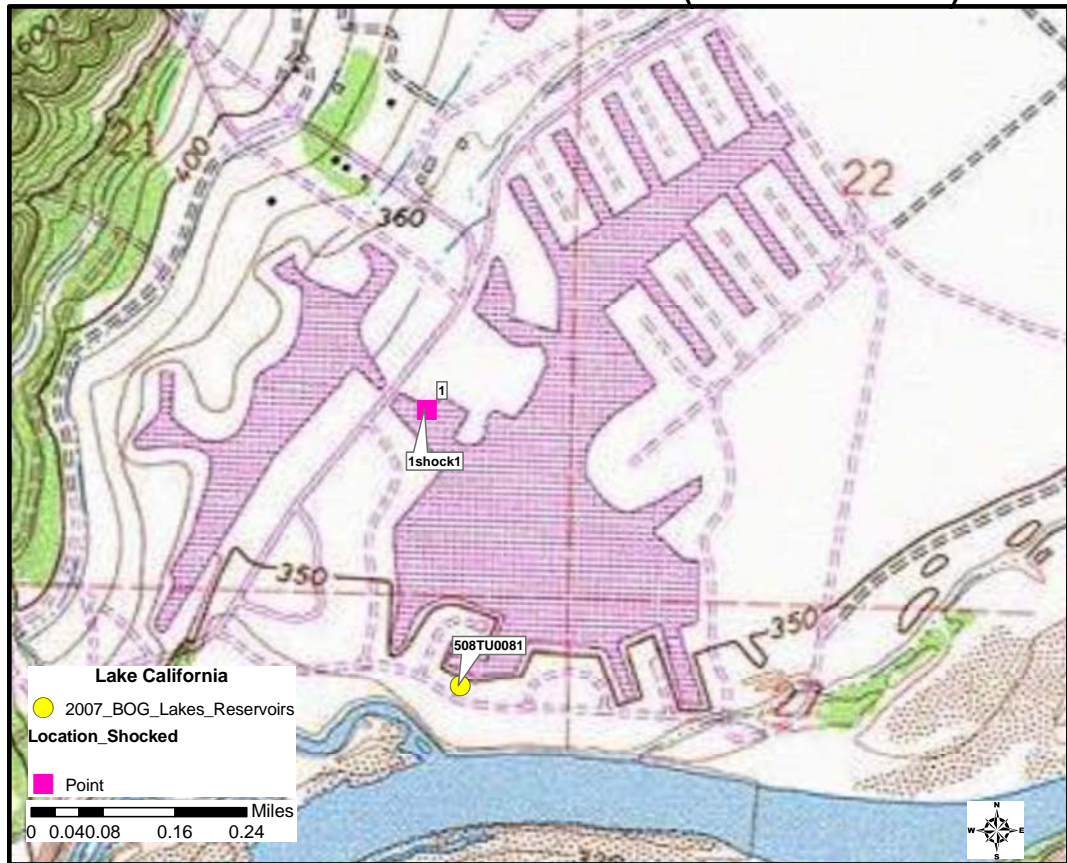 600
21
400
22
360
1
1shock1
350
508TU0081
350
27
Lake California
2007_BOG_Lakes_Reservoirs
Location_Shocked
Point
Miles
0 0.040.08 0.16 0.24
N
W E
S